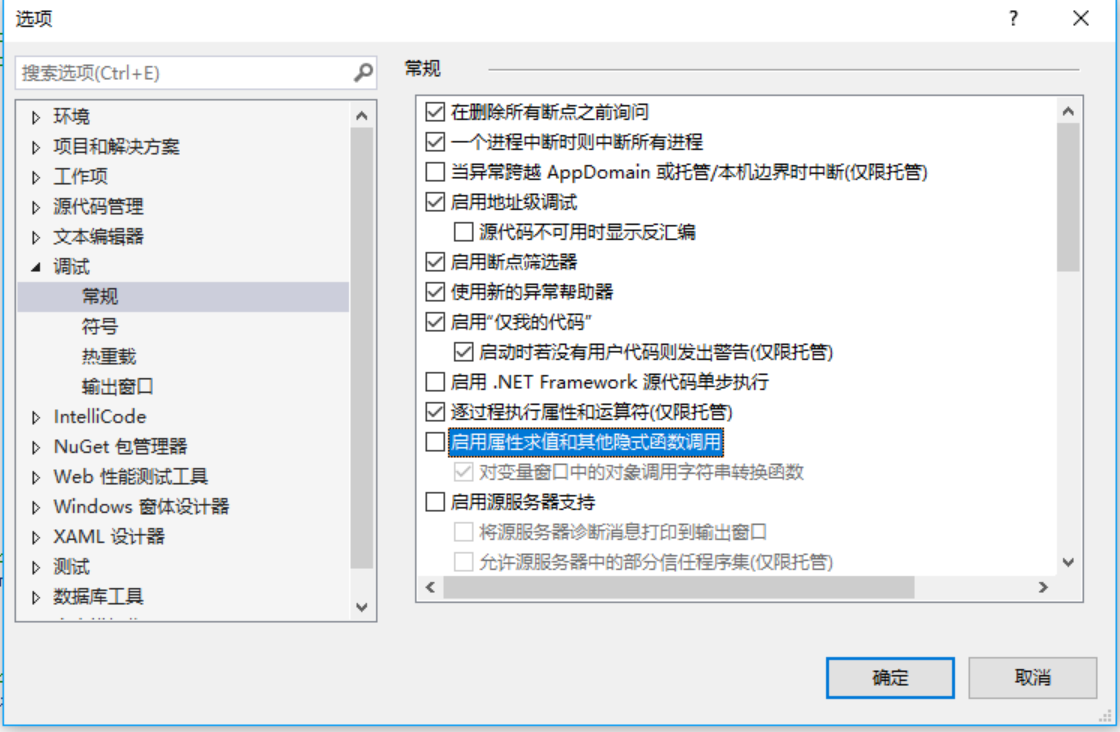 选项
?
搜索选项(Ctrl+E)
环境
项目和解决方案
工作项
源代码管理
文本编辑器
调试
常规
符号
热重载
输出窗口
IntelliCode
NuGet 包管理器
Web 性能测试工具
Windows 窗体设计器
XAML 设计器
测试
数据库工具
常规
在删除所有断点之前询问
一个进程中断时则中断所有进程
当异常跨越 AppDomain 或托管/本机边界时中断(仅限托管)
启用地址级调试
源代码不可用时显示反汇编
启用断点筛选器
使用新的异常帮助器
启用“仅我的代码”
启动时若没有用户代码则发出警告(仅限托管)
启用 .NET Framework 源代码单步执行
逐过程执行属性和运算符(仅限托管)
启用属性求值和其他隐式函数调用
对变量窗口中的对象调用字符串转换函数
启用源服务器支持
将源服务器诊断消息打印到输出窗口
允许源服务器中的部分信任程序集(仅限托管)
确定
取消